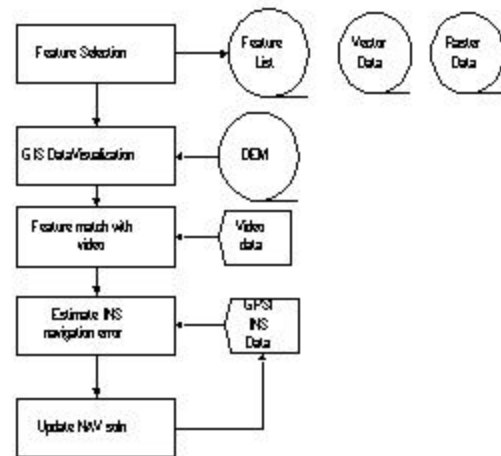 Feature Selection
Feature
List
Vector
Data
Raster
Data
GIS DataVisualization
DEM
Feature match with
video
Video
data
Estimate INS
navigation error
GPS/
INS
Data
Update NAV soln